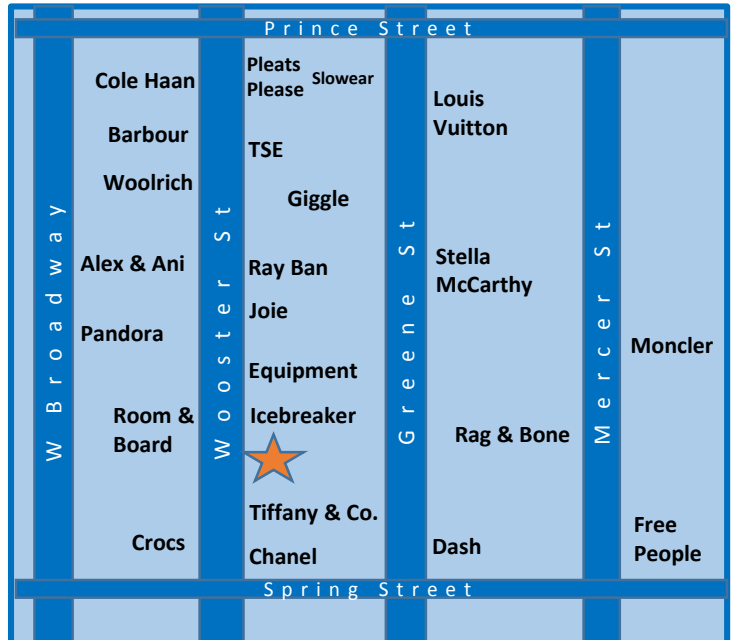 Prince Street
Cole Haan
Pleats
Please
Slowear
Louis
Vuitton
Barbour
TSE
Woolrich
Giggle
W Broadway
Wooster St
Greene St
Mercer St
Alex & Ani
Ray Ban
Stella
McCarthy
Joie
Pandora
Moncler
Equipment
Room &
Board
Icebreaker
Rag & Bone
Tiffany & Co.
Crocs
Chanel
Dash
Free
People
Spring Street